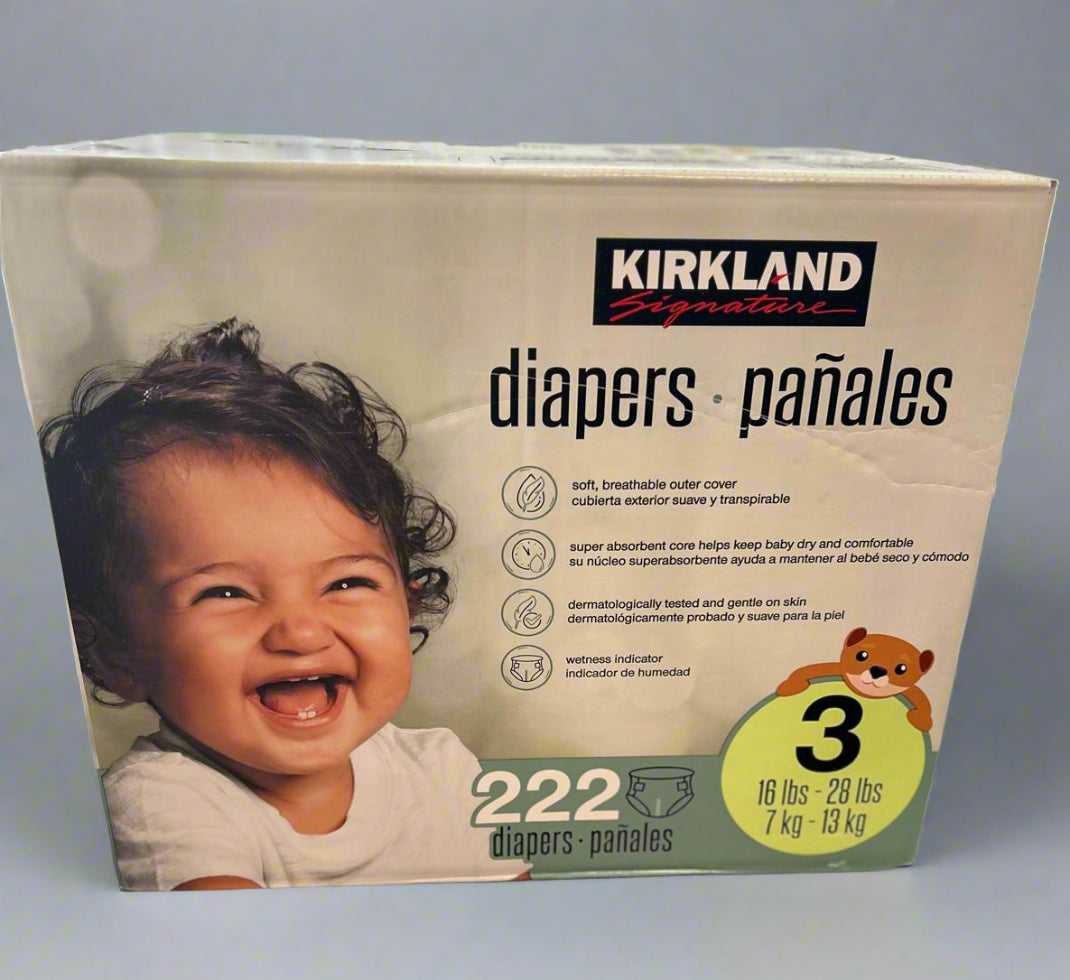 KIRKLAND
Signature
diapers · pañales
soft, breathable outer cover
cubierta exterior suave y transpirable
super absorbent core helps keep baby dry and comfortable
su núcleo superabsorbente ayuda a mantener al bebé seco y cómodo
dermatologically tested and gentle on skin
dermatológicamente probado y suave para la piel
wetness indicator
indicador de humedad
3
16 lbs - 28 lbs
7 kg - 13 kg
222
diapers · pañales